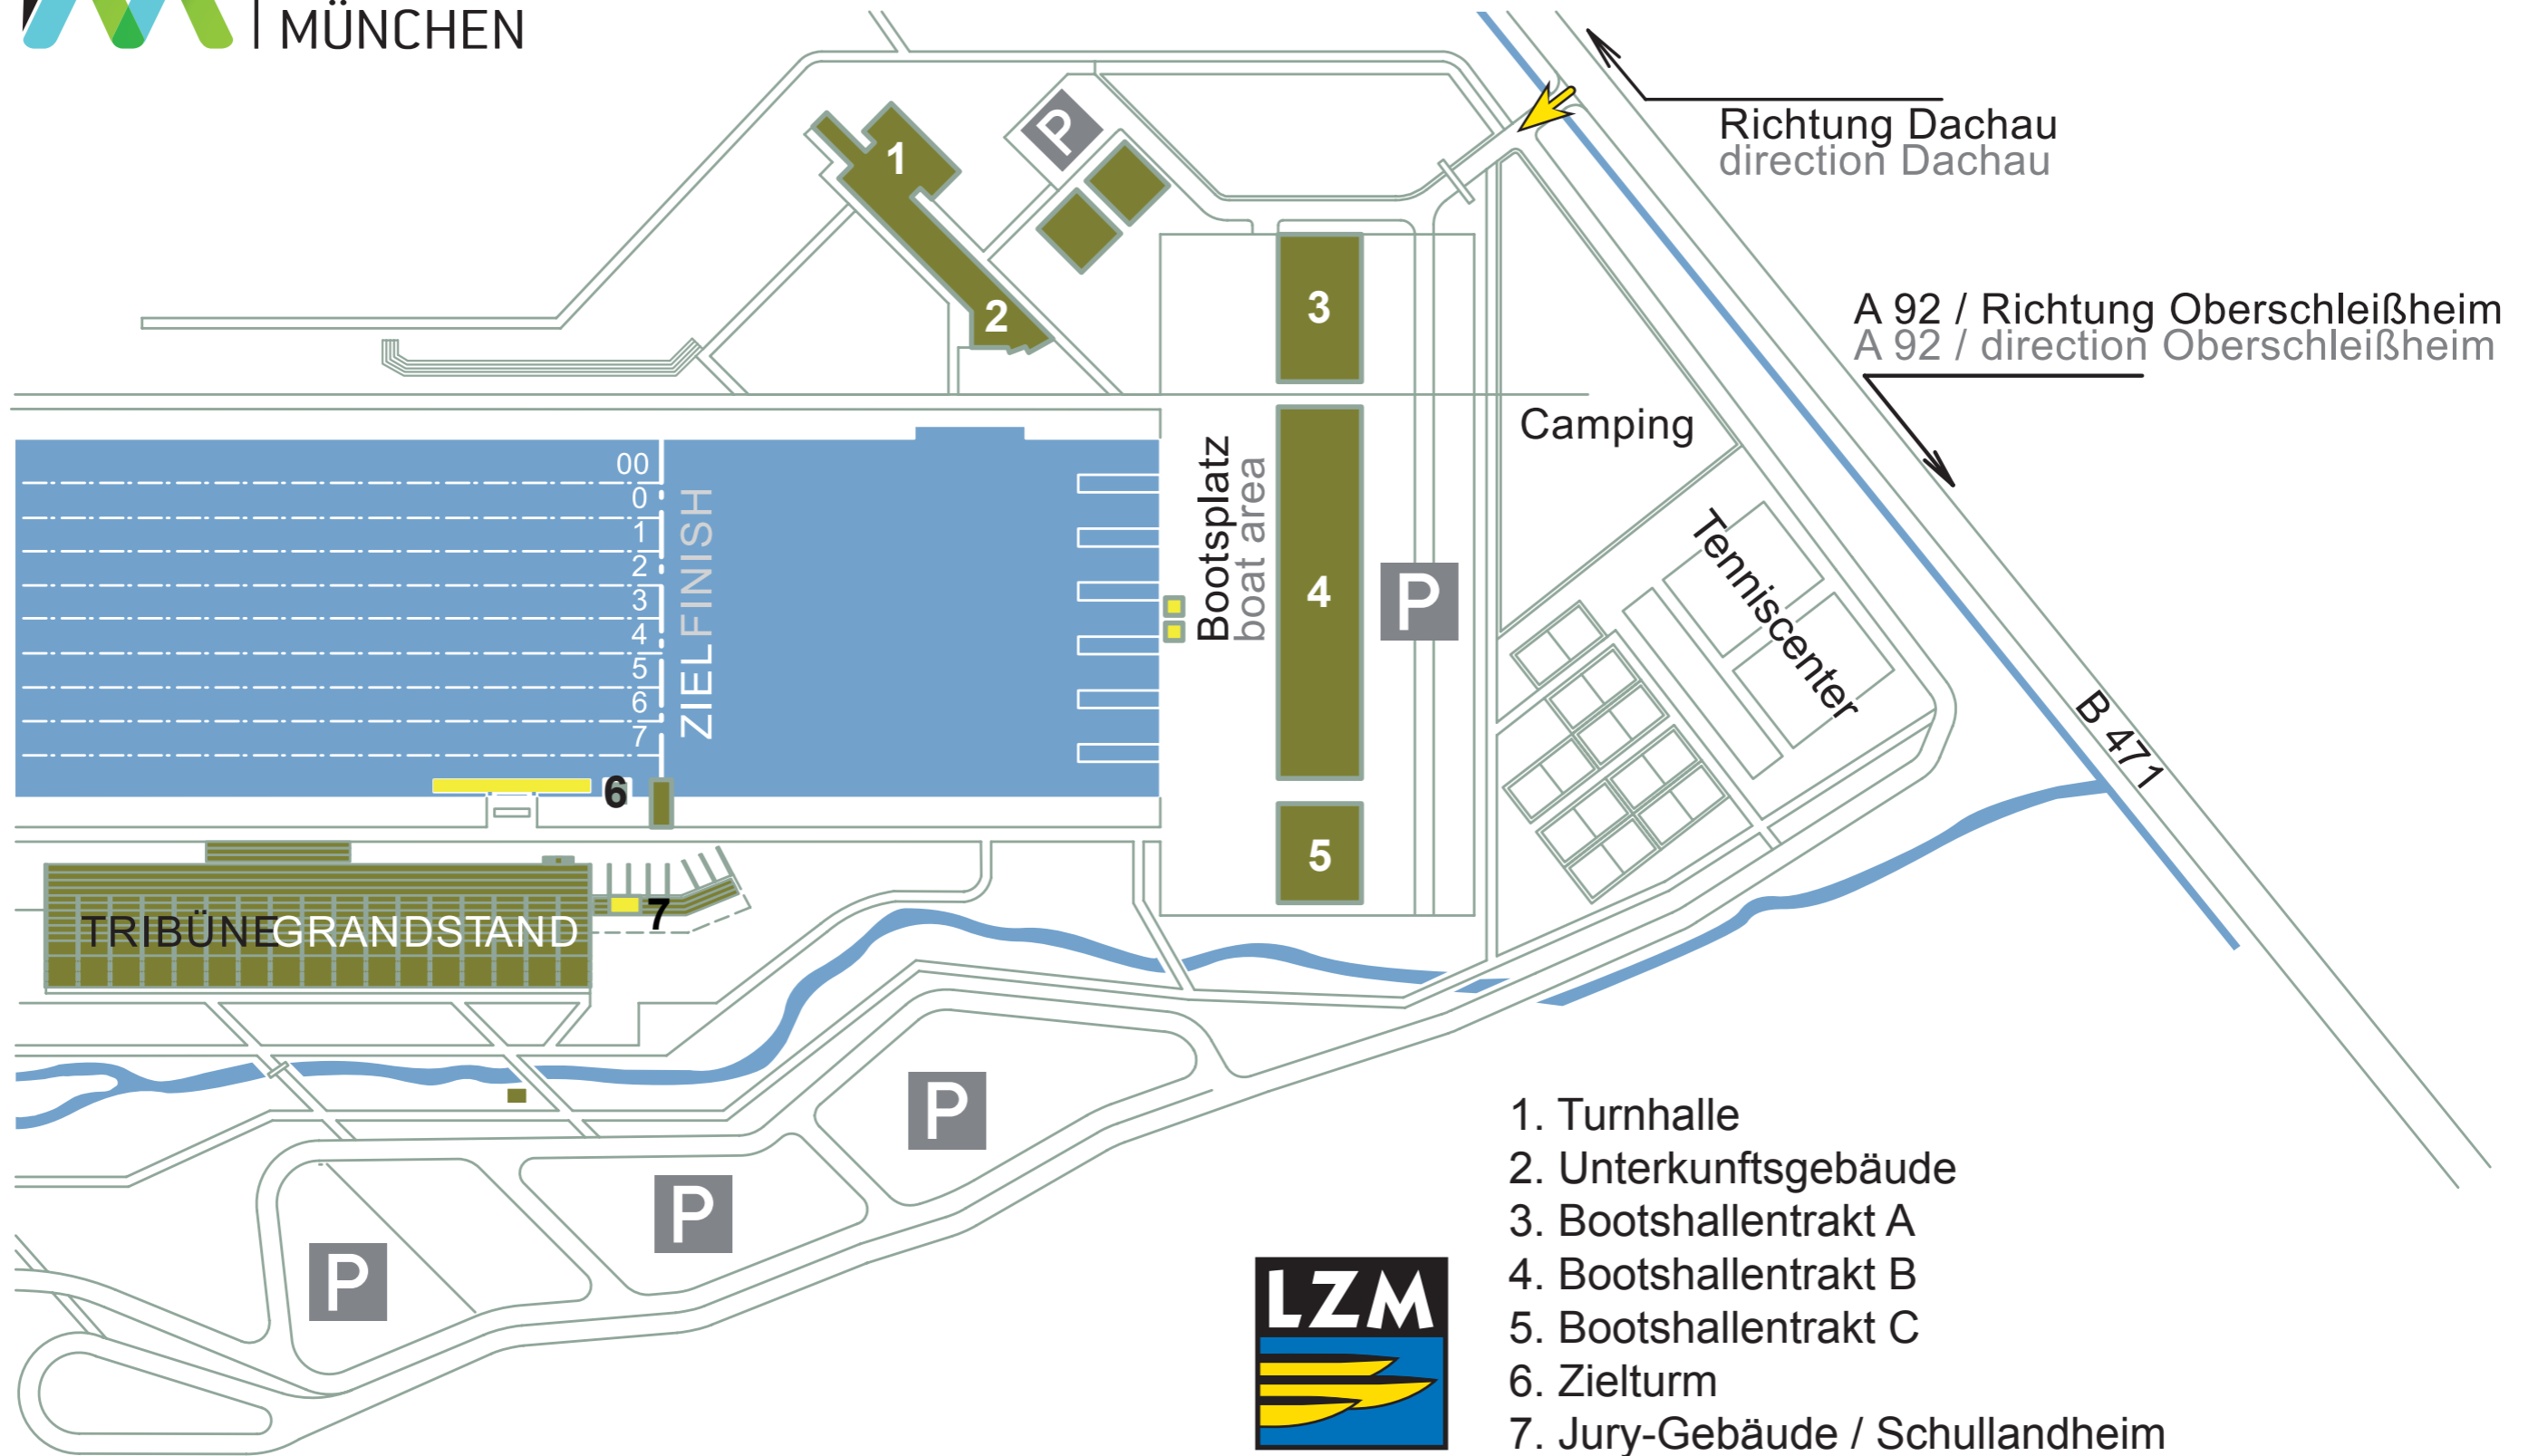 MÜNCHEN
Richtung Dachau
direction Dachau
A 92 / Richtung Oberschleißheim
A 92 / direction Oberschleißheim
P
1
2
3
Camping
00
0
1
2
3
4
5
6
7
ZIEL FINISH
Bootsplatz
boat area
4
P
Tenniscenter
B 471
6
5
7
TRIBÜNE GRANDSTAND
P
P
P
LZM
1. Turnhalle
2. Unterkunftsgebäude
3. Bootshallentrakt A
4. Bootshallentrakt B
5. Bootshallentrakt C
6. Zielturm
7. Jury-Gebäude / Schullandheim